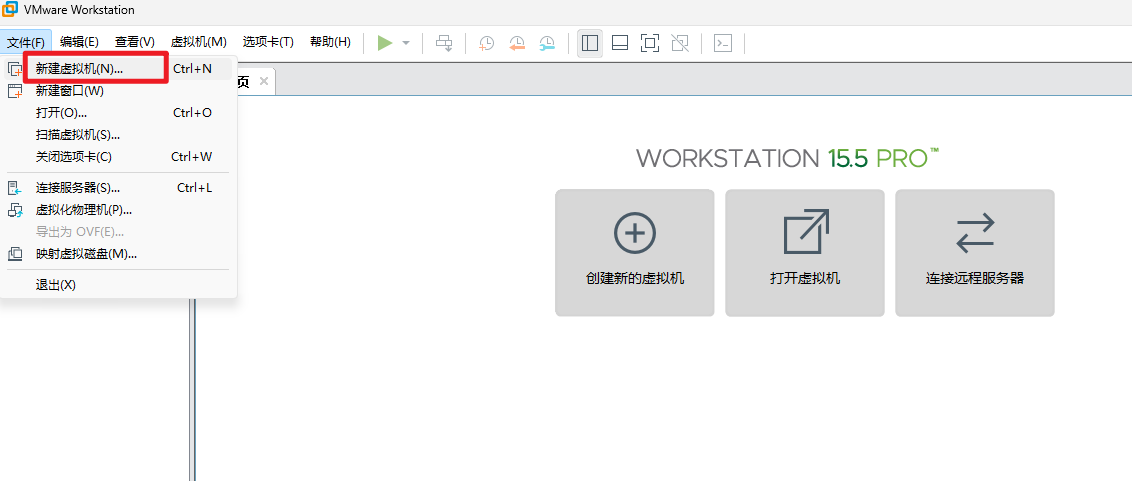 VMware Workstation
文件(F) 编辑(E) 查看(V) 虚拟机(M) 选项卡(T) 帮助(H)
新建虚拟机(N)... Ctrl+N
页
新建窗口(W)
打开(O)... Ctrl+O
扫描虚拟机(S)...
关闭选项卡(C) Ctrl+W
连接服务器(S)... Ctrl+L
虚拟化物理机(P)...
导出为 OVF(E)...
映射虚拟磁盘(M)...
退出(X)
WORKSTATION 15.5 PRO™
创建新的虚拟机 打开虚拟机 连接远程服务器